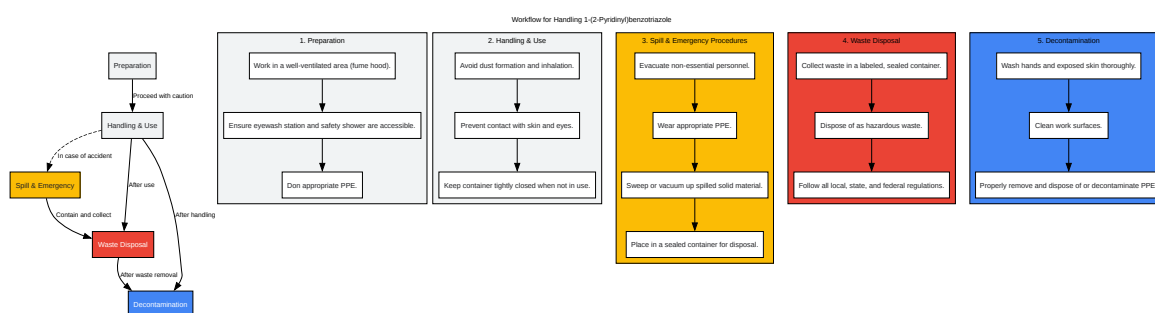 Workflow for Handling 1-(2-Pyridinyl)benzotriazole
Preparation
Proceed with caution
Handling & Use
In case of accident
Spill & Emergency
After use
After handling
Contain and collect
Waste Disposal
After waste removal
Decontamination
1. Preparation
Work in a well-ventilated area (fume hood).
Ensure eyewash station and safety shower are accessible.
Don appropriate PPE.
2. Handling & Use
Avoid dust formation and inhalation.
Prevent contact with skin and eyes.
Keep container tightly closed when not in use.
3. Spill & Emergency Procedures
Evacuate non-essential personnel.
Wear appropriate PPE.
Sweep or vacuum up spilled solid material.
Place in a sealed container for disposal.
4. Waste Disposal
Collect waste in a labeled, sealed container.
Dispose of as hazardous waste.
Follow all local, state, and federal regulations.
5. Decontamination
Wash hands and exposed skin thoroughly.
Clean work surfaces.
Properly remove and dispose of or decontaminate PPE